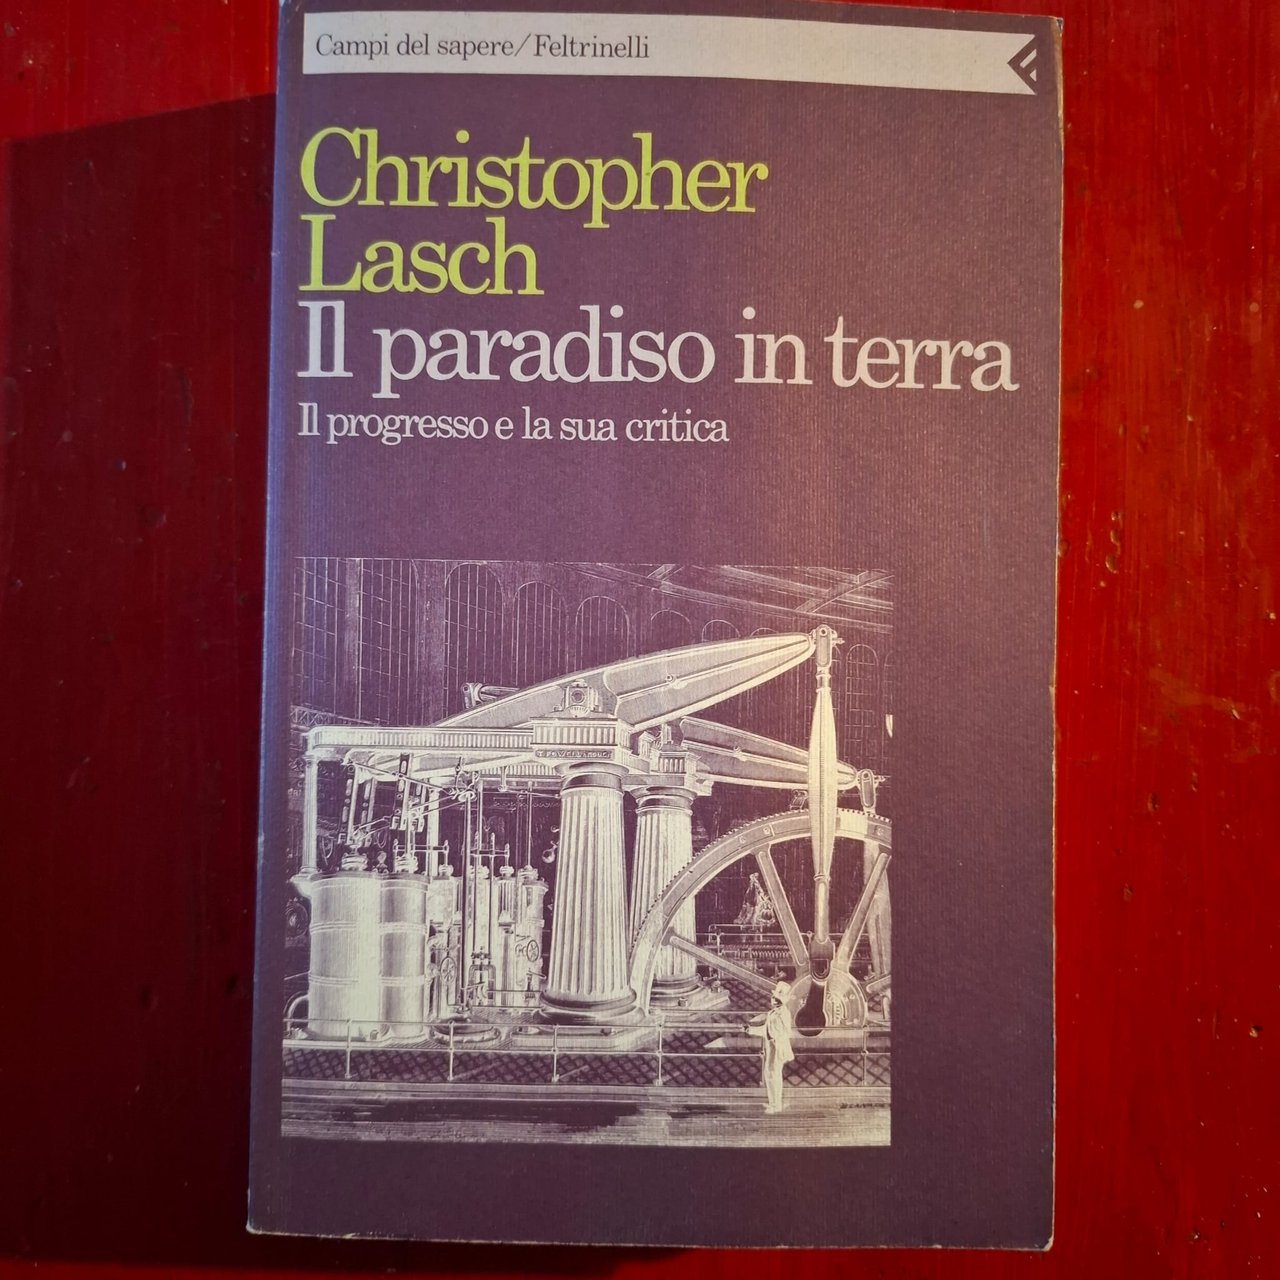 Campi del sapere/Feltrinelli
Christopher
Lasch
Il paradiso in terra
Il progresso e la sua critica